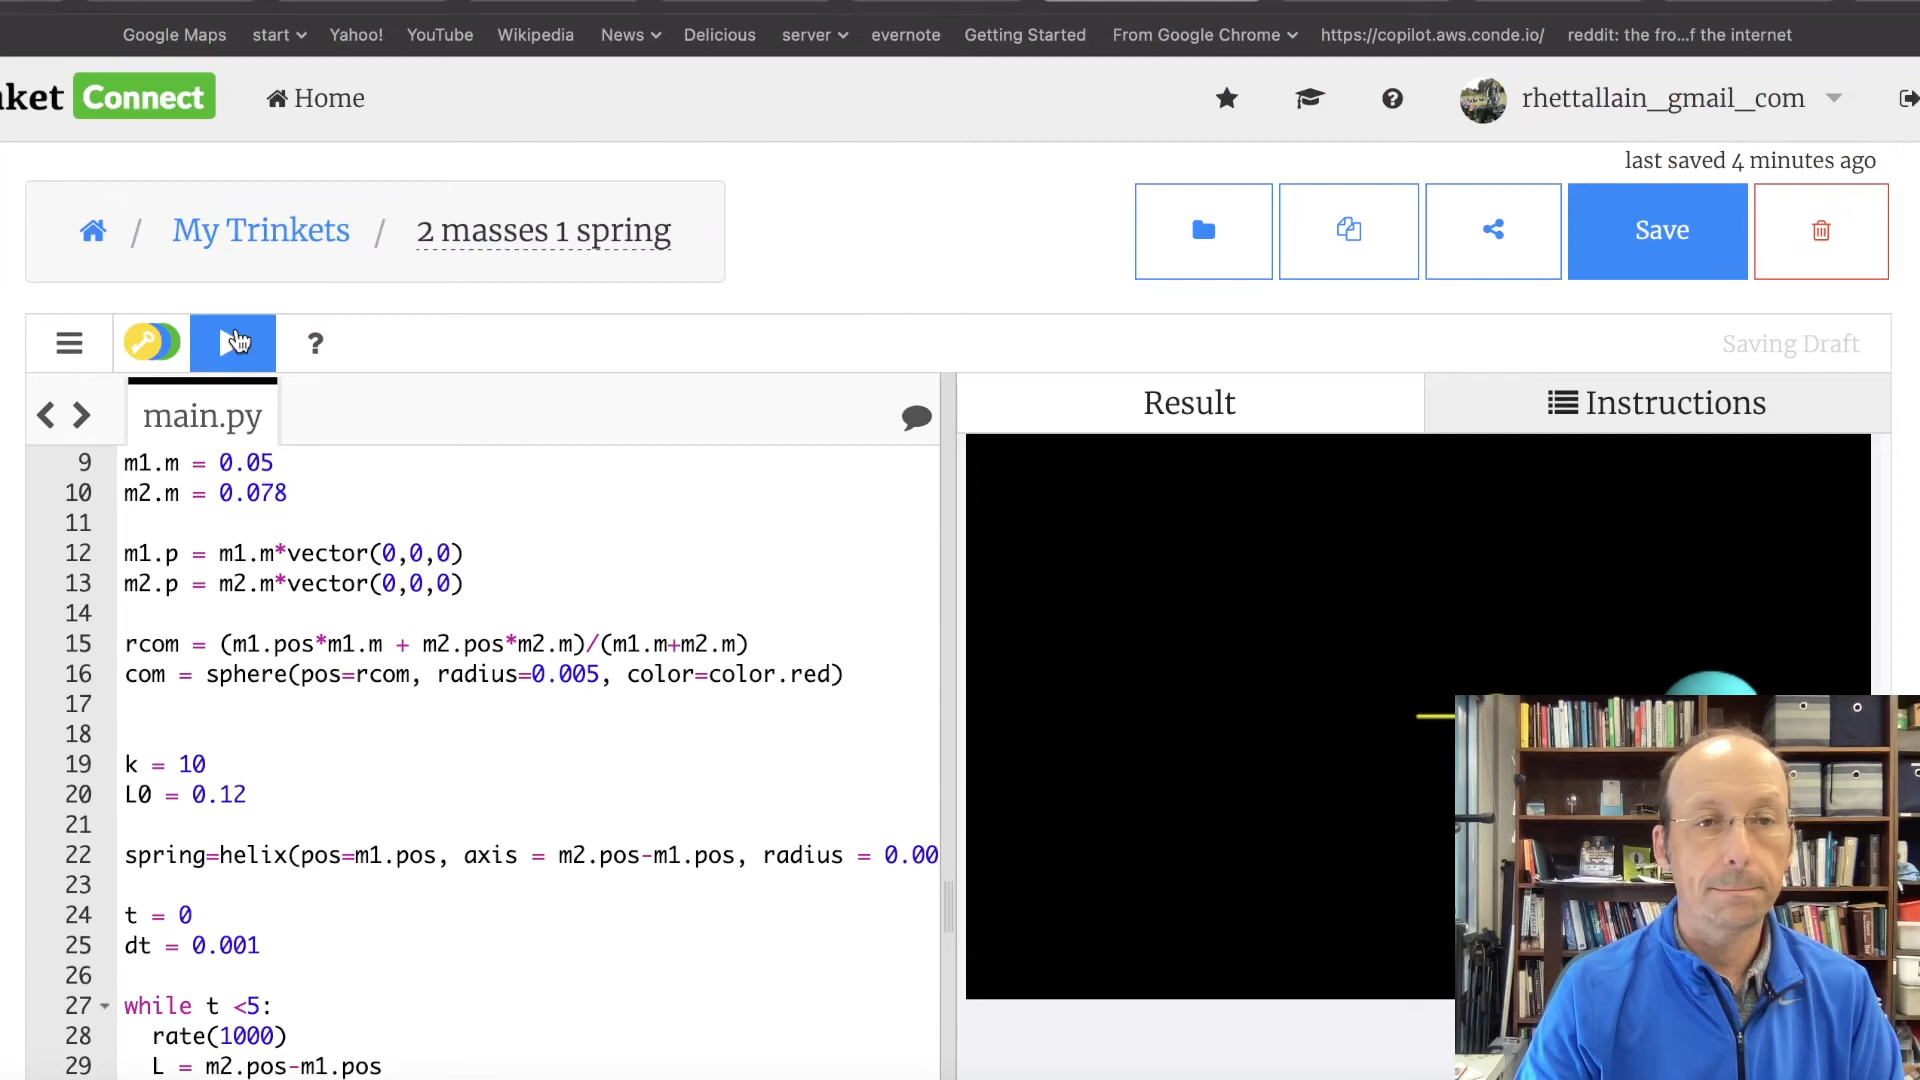 Google Maps start Yahoo! YouTube Wikipedia News Delicious server evernote Getting Started From Google Chrome https://copilot.aws.conde.io/ reddit: the fro...f the internet
nket Connect Home rhettallain_gmail_com
last saved 4 minutes ago
/ My Trinkets / 2 masses 1 spring
Save
? Saving Draft
main.py
Result Instructions
9 m1.m = 0.05
10 m2.m = 0.078
11
12 m1.p = m1.m*vector(0,0,0)
13 m2.p = m2.m*vector(0,0,0)
14
15 rcom = (m1.pos*m1.m + m2.pos*m2.m)/(m1.m+m2.m)
16 com = sphere(pos=rcom, radius=0.005, color=color.red)
17
18
19 k = 10
20 L0 = 0.12
21
22 spring=helix(pos=m1.pos, axis = m2.pos-m1.pos, radius = 0.00
23
24 t = 0
25 dt = 0.001
26
27 while t <5:
28 rate(1000)
29 L = m2.pos-m1.pos